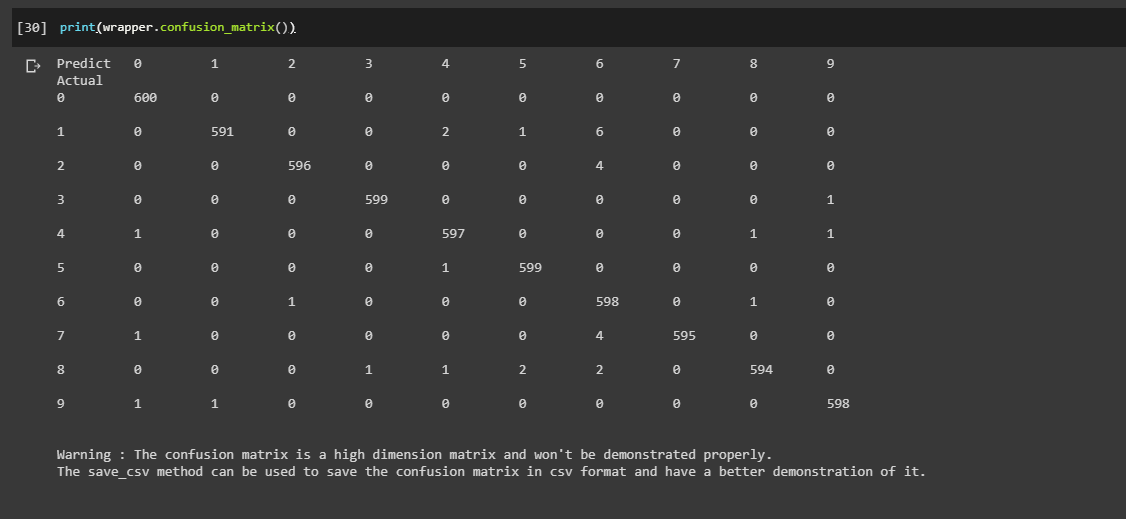 [30] print(wrapper.confusion_matrix())
Predict 0 1 2 3 4 5 6 7 8 9
Actual
0 600 0 0 0 0 0 0 0 0 0
1 0 591 0 0 2 1 6 0 0 0
2 0 0 596 0 0 0 4 0 0 0
3 0 0 0 599 0 0 0 0 0 1
4 1 0 0 0 597 0 0 0 1 1
5 0 0 0 0 1 599 0 0 0 0
6 0 0 1 0 0 0 598 0 1 0
7 1 0 0 0 0 0 4 595 0 0
8 0 0 0 1 1 2 2 0 594 0
9 1 1 0 0 0 0 0 0 0 598
Warning : The confusion matrix is a high dimension matrix and won't be demonstrated properly.
The save_csv method can be used to save the confusion matrix in csv format and have a better demonstration of it.